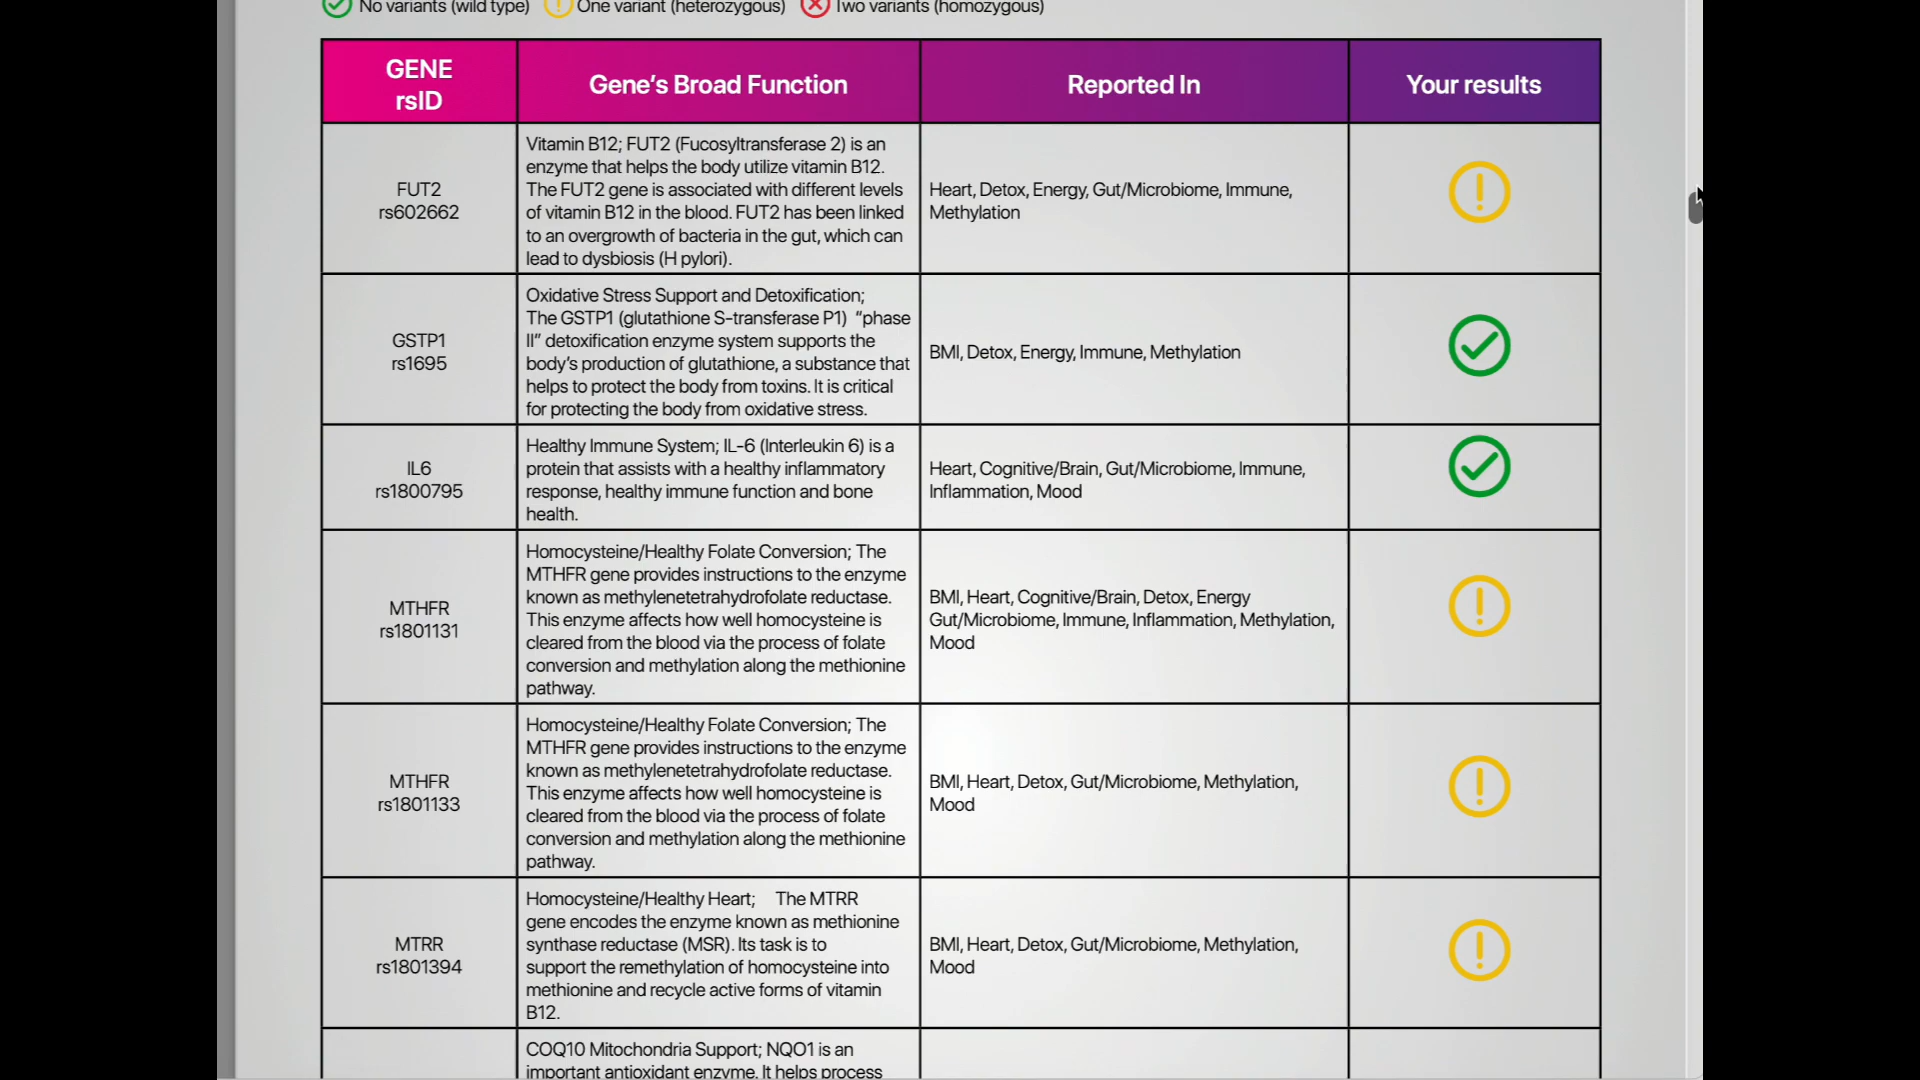 No variants (wild type) One variant (heterozygous) Two variants (homozygous)
GENE
rsID
Gene's Broad Function
Reported In
Your results
FUT2
rs602662
Vitamin B12; FUT2 (Fucosyltransferase 2) is an
enzyme that helps the body utilize vitamin B12.
The FUT2 gene is associated with different levels
of vitamin B12 in the blood. FUT2 has been linked
to an overgrowth of bacteria in the gut, which can
lead to dysbiosis (H pylori).
Heart, Detox, Energy, Gut/Microbiome, Immune,
Methylation
GSTP1
rs1695
Oxidative Stress Support and Detoxification;
The GSTP1 (glutathione S-transferase P1) “phase
II” detoxification enzyme system supports the
body's production of glutathione, a substance that
helps to protect the body from toxins. It is critical
for protecting the body from oxidative stress.
BMI, Detox, Energy, Immune, Methylation
IL6
rs1800795
Healthy Immune System; IL-6 (Interleukin 6) is a
protein that assists with a healthy inflammatory
response, healthy immune function and bone
health.
Heart, Cognitive/Brain, Gut/Microbiome, Immune,
Inflammation, Mood
MTHFR
rs1801131
Homocysteine/Healthy Folate Conversion; The
MTHFR gene provides instructions to the enzyme
known as methylenetetrahydrofolate reductase.
This enzyme affects how well homocysteine is
cleared from the blood via the process of folate
conversion and methylation along the methionine
pathway.
BMI, Heart, Cognitive/Brain, Detox, Energy
Gut/Microbiome, Immune, Inflammation, Methylation,
Mood
MTHFR
rs1801133
Homocysteine/Healthy Folate Conversion; The
MTHFR gene provides instructions to the enzyme
known as methylenetetrahydrofolate reductase.
This enzyme affects how well homocysteine is
cleared from the blood via the process of folate
conversion and methylation along the methionine
pathway.
BMI, Heart, Detox, Gut/Microbiome, Methylation,
Mood
MTRR
rs1801394
Homocysteine/Healthy Heart; The MTRR
gene encodes the enzyme known as methionine
synthase reductase (MSR). Its task is to
support the remethylation of homocysteine into
methionine and recycle active forms of vitamin
B12.
BMI, Heart, Detox, Gut/Microbiome, Methylation,
Mood
COQ10 Mitochondria Support; NQO1 is an
important antioxidant enzyme. It helps process